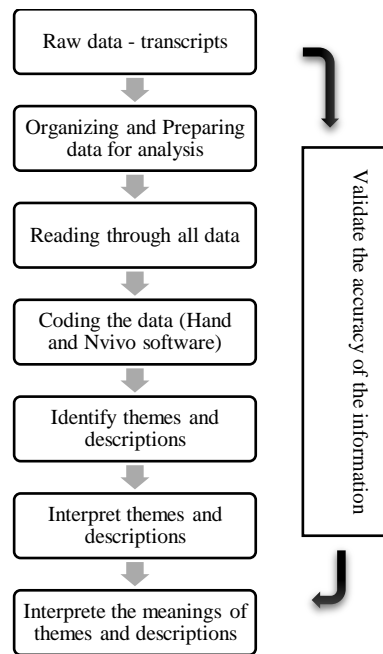 Raw data - transcripts
Organizing and Preparing
data for analysis
Reading through all data
Coding the data (Hand
and Nvivo software)
Identify themes and
descriptions
Interpret themes and
descriptions
Interprete the meanings of
themes and descriptions
Validate the accuracy of the information